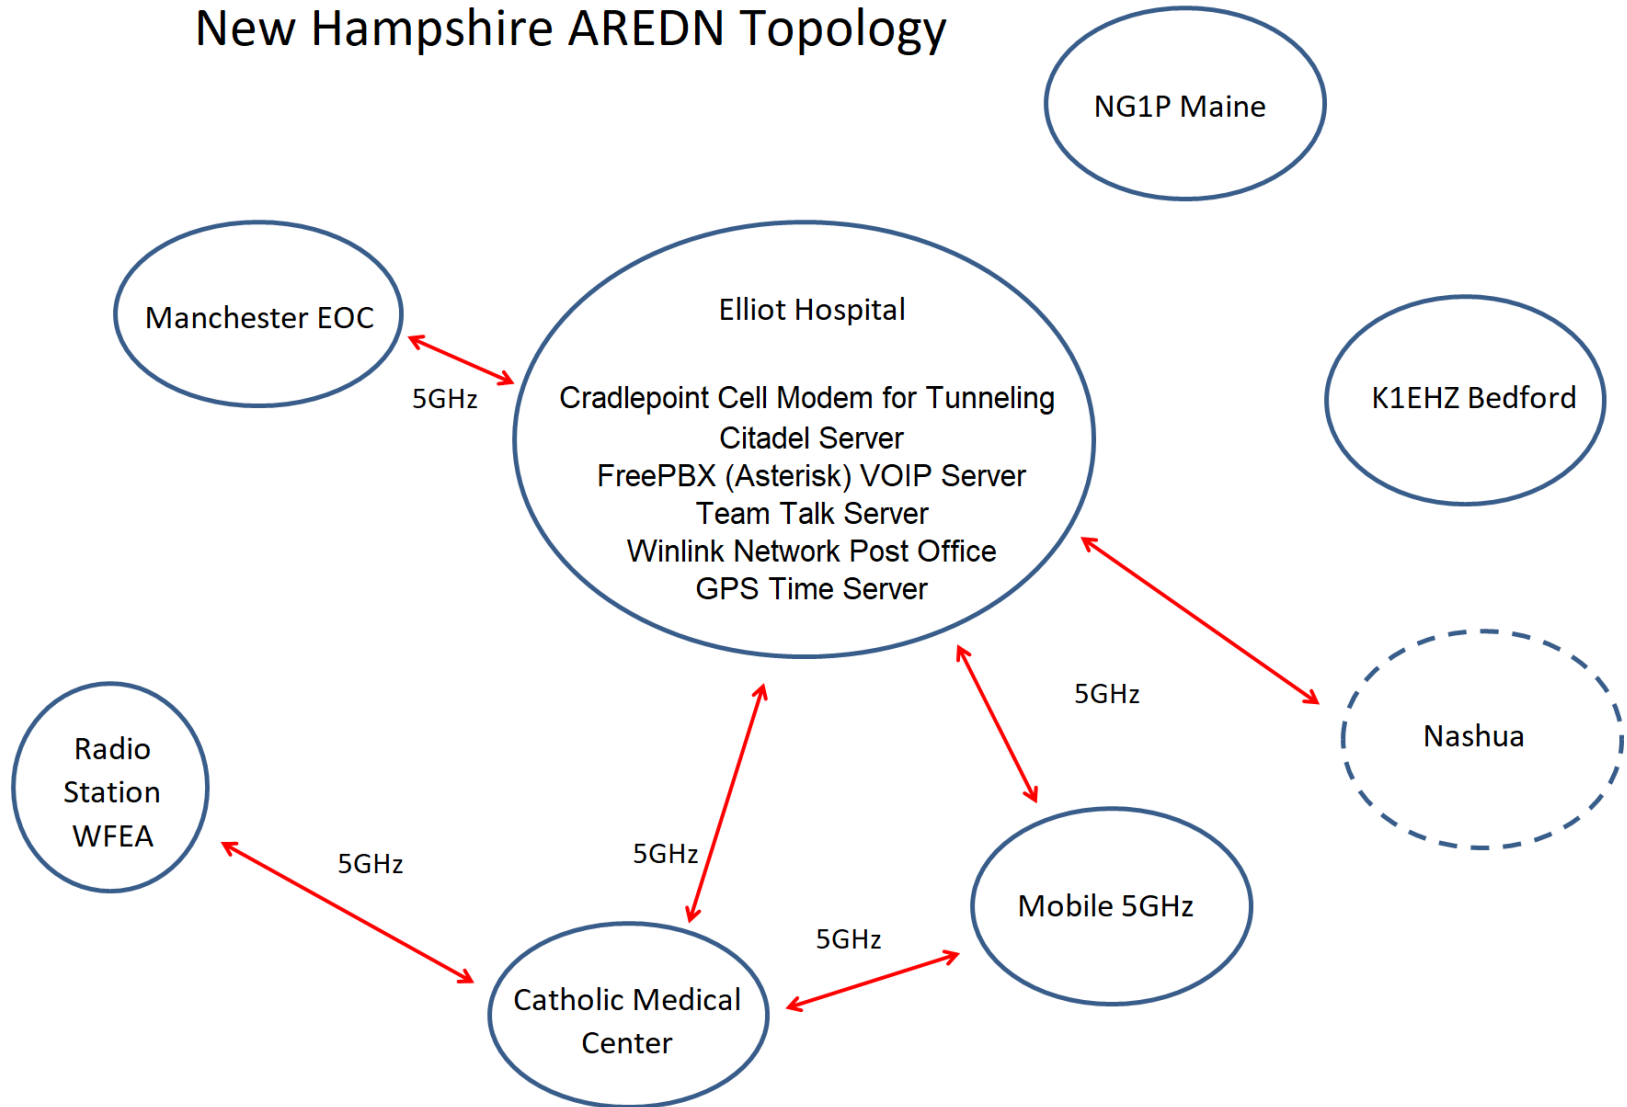 New Hampshire AREDN Topology
NG1P Maine
Manchester EOC
5GHz
Elliot Hospital
Cradlepoint Cell Modem for Tunneling
Citadel Server
FreePBX (Asterisk) VOIP Server
Team Talk Server
Winlink Network Post Office
GPS Time Server
K1EHZ Bedford
5GHz
Nashua
Radio
Station
WFEA
5GHz
5GHz
Mobile 5GHz
5GHz
Catholic Medical
Center